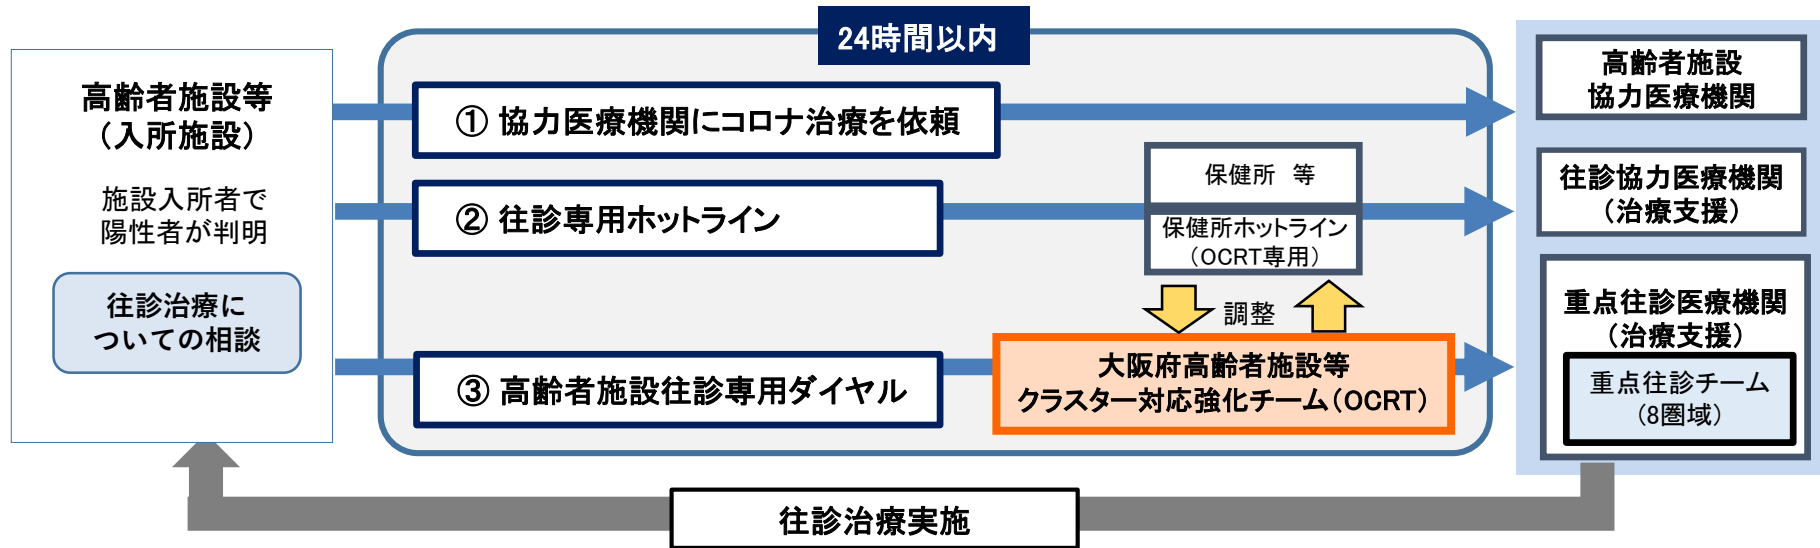 24時間以内
高齢者施設等
（入所施設）
施設入所者で
陽性者が判明
往診治療に
ついての相談
① 協力医療機関にコロナ治療を依頼
② 往診専用ホットライン
③ 高齢者施設往診専用ダイヤル
保健所　等
保健所ホットライン
（OCRT専用）
調整
大阪府高齢者施設等
クラスター対応強化チーム（OCRT）
高齢者施設
協力医療機関
往診協力医療機関
（治療支援）
重点往診医療機関
（治療支援）
重点往診チーム
（8圏域）
往診治療実施